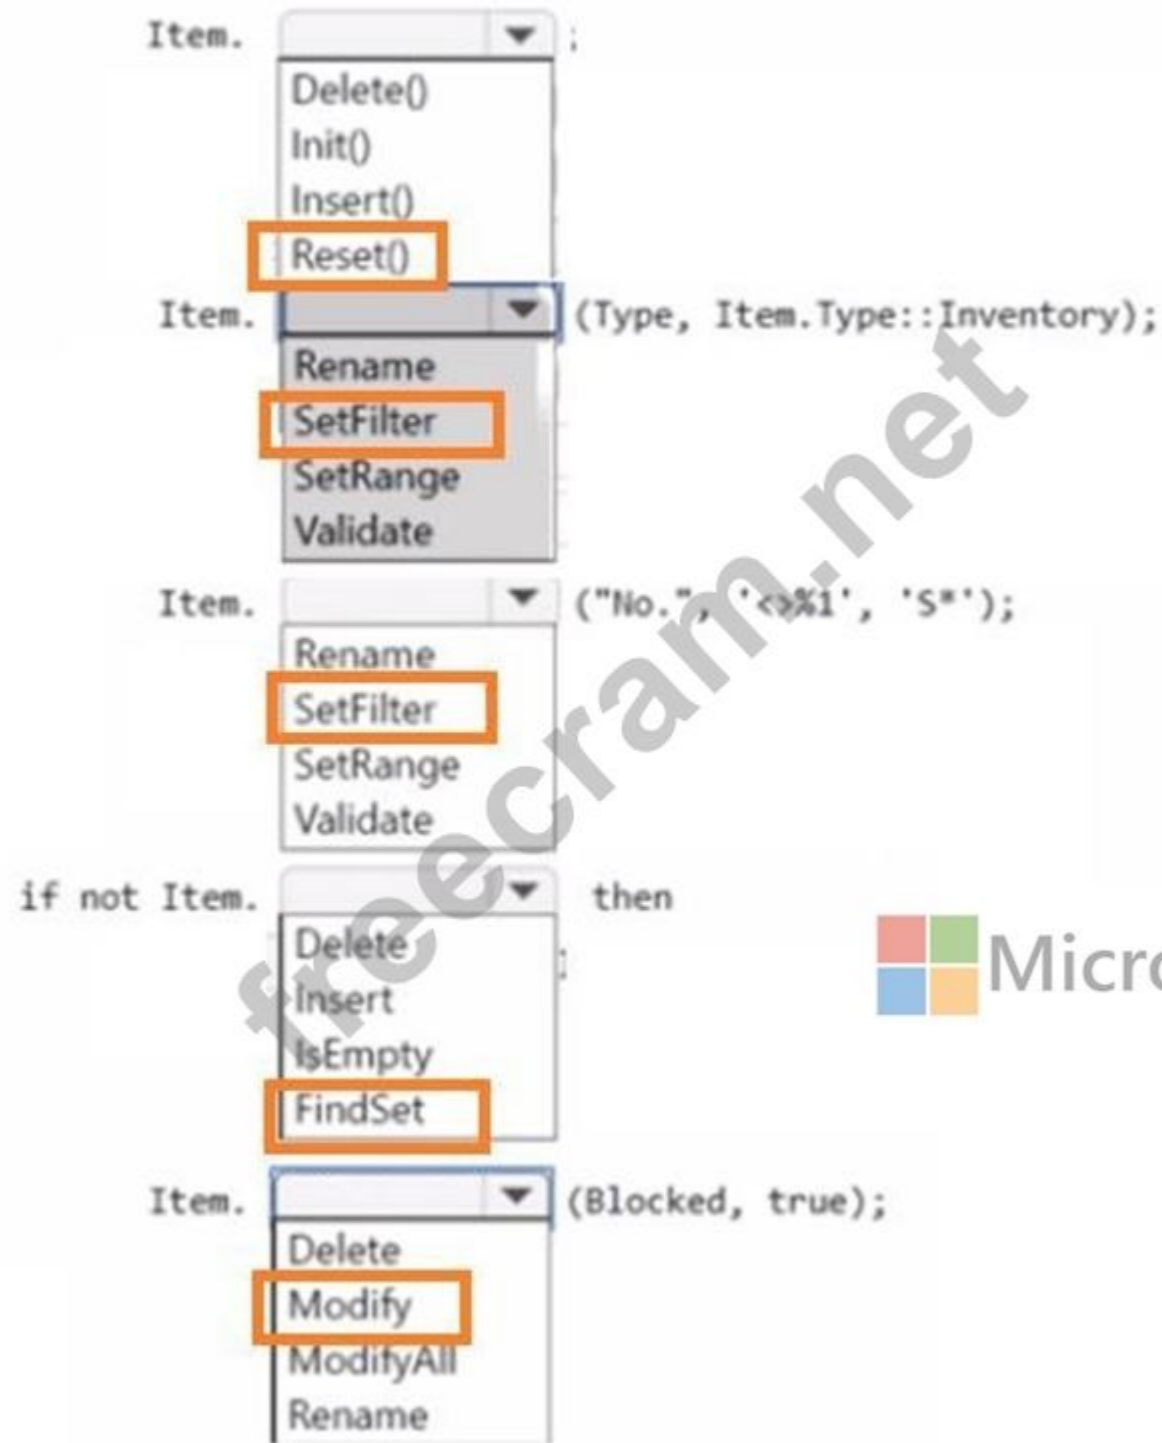 Item. ;
Delete()
Init()
Insert()
Reset()
Item. (Type, Item.Type::Inventory);
Rename
SetFilter
SetRange
Validate
Item. ("No.", '<>%1', 'S*');
Rename
SetFilter
SetRange
Validate
if not Item. then
Delete
;
Insert
IsEmpty
FindSet
Item. (Blocked, true);
Delete
Modify
ModifyAll
Rename
freecram.net
Micro